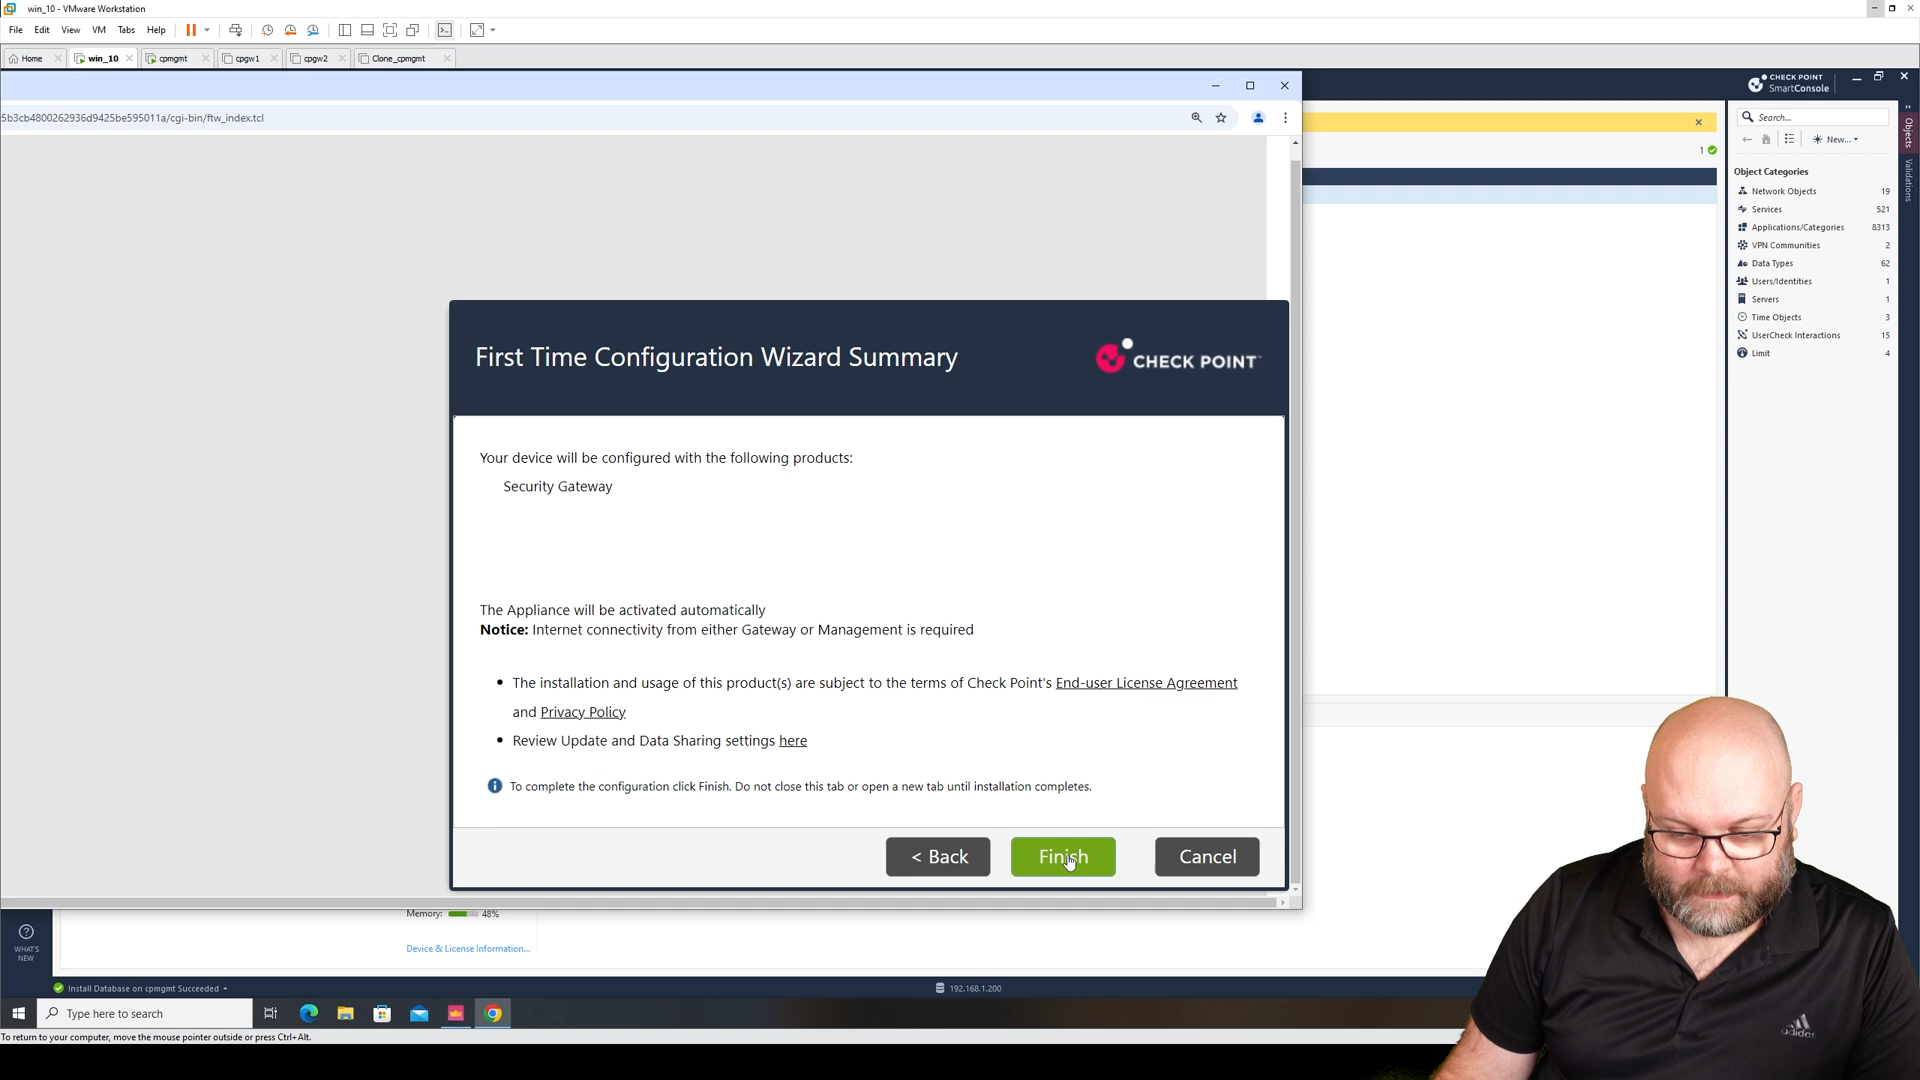 win_10 - VMware Workstation
File Edit View VM Tabs Help
Home win_10 cpmgmt cpgw1 cpgw2 Clone_cpmgmt
CHECK POINT
SmartConsole
5b3cb4800262936d9425be595011a/cgi-bin/ftw_index.tcl
Search...
New...
1
Objects
Validations
Object Categories
Network Objects 19
Services 521
Applications/Categories 8313
VPN Communities 2
Data Types 62
Users/Identities 1
Servers 1
Time Objects 3
UserCheck Interactions 15
Limit 4
First Time Configuration Wizard Summary
CHECK POINT
Your device will be configured with the following products:
Security Gateway
The Appliance will be activated automatically
Notice: Internet connectivity from either Gateway or Management is required
• The installation and usage of this product(s) are subject to the terms of Check Point's End-user License Agreement
and Privacy Policy
• Review Update and Data Sharing settings here
To complete the configuration click Finish. Do not close this tab or open a new tab until installation completes.
< Back Finish Cancel
Memory: 48%
WHAT'S
NEW
Device & License Information...
Install Database on cpmgmt Succeeded
192.168.1.200
Type here to search
To return to your computer, move the mouse pointer outside or press Ctrl+Alt.
adidas